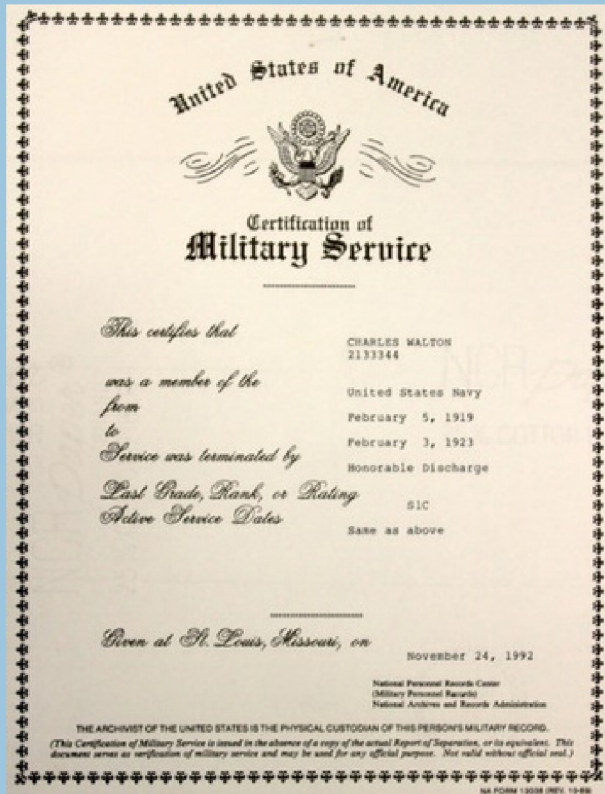 United States of America
Certification of
Military Service
This certifies that
CHARLES WALTON
2133344
was a member of the
United States Navy
from
February 5, 1919
to
February 3, 1923
Service was terminated by
Honorable Discharge
Last Grade, Rank, or Rating
S1C
Active Service Dates
Same as above
Given at St. Louis, Missouri, on
November 24, 1992
National Personnel Records Center
(Military Personnel Records)
National Archives and Records Administration
THE ARCHIVIST OF THE UNITED STATES IS THE PHYSICAL CUSTODIAN OF THIS PERSON'S MILITARY RECORD.
(This Certification of Military Service is issued in the absence of a copy of the actual Report of Separation, or its equivalent. This
document serves as verification of military service and may be used for any official purpose. Not valid without official seal.)
NA FORM 13038 (REV. 10-89)